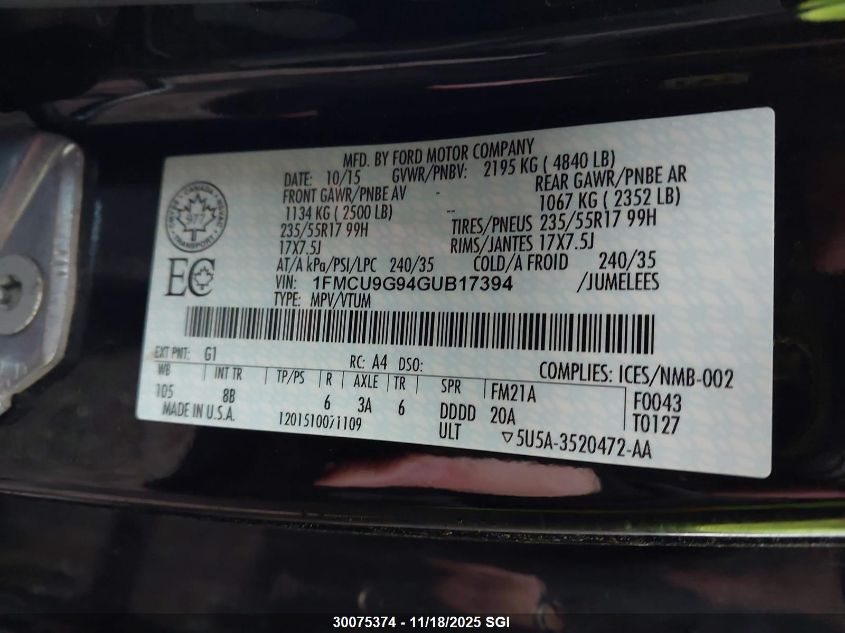 MFD. BY FORD MOTOR COMPANY
DATE: 10/15 GVWR/PNBV: 2195 KG ( 4840 LB)
FRONT GAWR/PNBE AV REAR GAWR/PNBE AR
1134 KG ( 2500 LB) -- 1067 KG ( 2352 LB)
235/55R17 99H TIRES/PNEUS 235/55R17 99H
17X7.5J RIMS/JANTES 17X7.5J
AT/A kPa/PSI/LPC 240/35 COLD/A FROID 240/35
VIN: 1FMCU9G94GUB17394 /JUMELEES
TYPE: MPV/VTUM
CANADA
TRANSPORT
977
EC
EXT PNT: G1 RC: A4 DSO: COMPLIES: ICES/NMB-002
WB INT TR TP/PS R AXLE TR SPR FM21A F0043
105 8B 6 3A 6 DDDD 20A T0127
MADE IN U.S.A. 1201510071109 ULT ▽5U5A-3520472-AA
30075374 - 11/18/2025 SGI